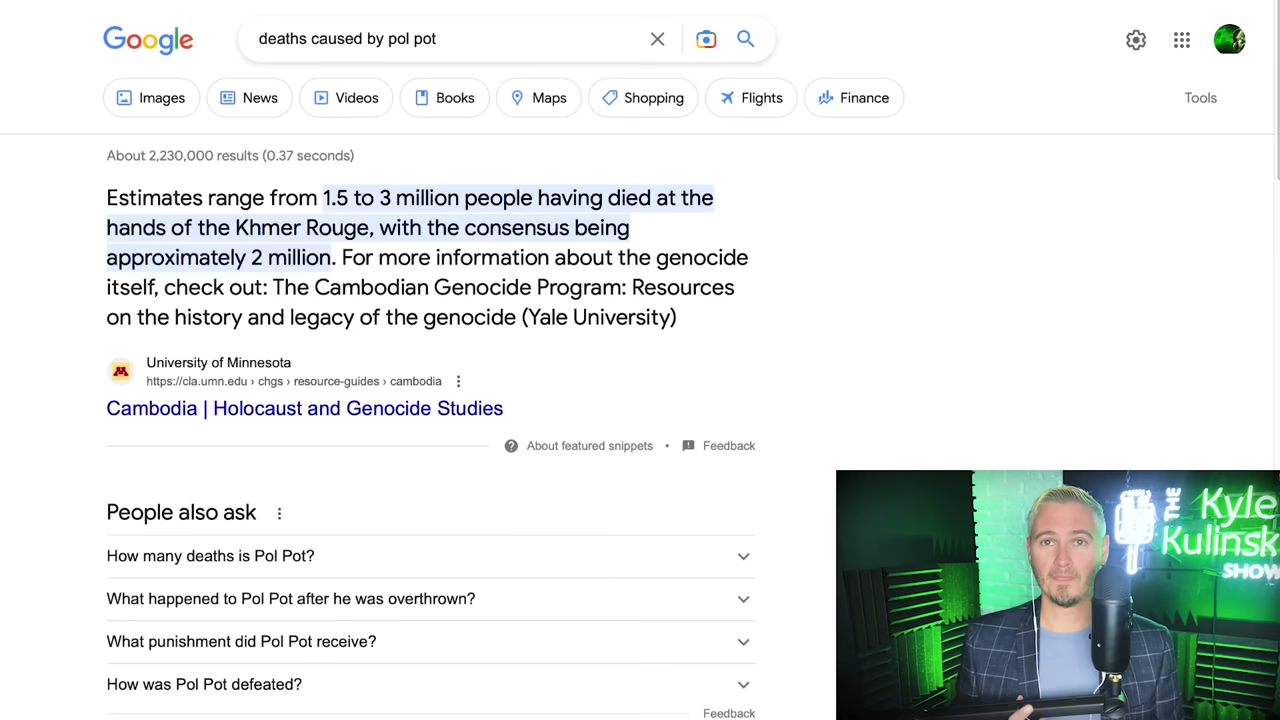 Google
deaths caused by pol pot
Images
News
Videos
Books
Maps
Shopping
Flights
Finance
Tools
About 2,230,000 results (0.37 seconds)
Estimates range from 1.5 to 3 million people having died at the
hands of the Khmer Rouge, with the consensus being
approximately 2 million. For more information about the genocide
itself, check out: The Cambodian Genocide Program: Resources
on the history and legacy of the genocide (Yale University)
University of Minnesota
https://cla.umn.edu › chgs › resource-guides › cambodia
Cambodia | Holocaust and Genocide Studies
About featured snippets • Feedback
People also ask
How many deaths is Pol Pot?
What happened to Pol Pot after he was overthrown?
What punishment did Pol Pot receive?
How was Pol Pot defeated?
Feedback
THE
Kyle
Kulinsk
SHOW